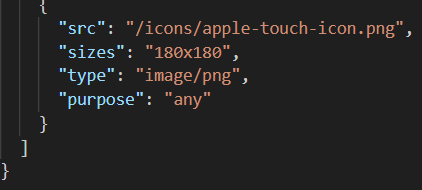 {
"src": "/icons/apple-touch-icon.png",
"sizes": "180x180",
"type": "image/png",
"purpose": "any"
}
]
}